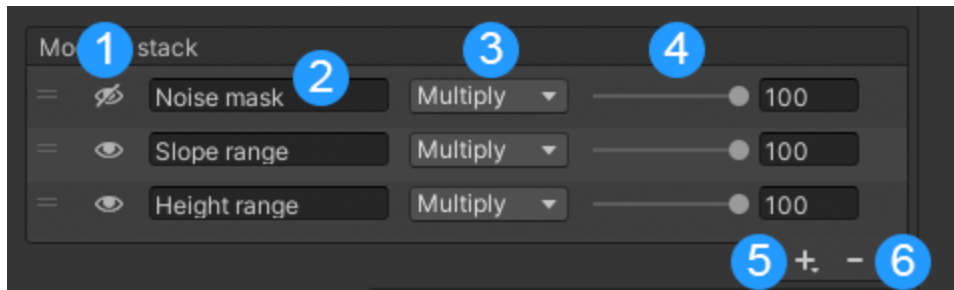 Mo 1 stack
3 4
Noise mask 2 Multiply 100
Slope range Multiply 100
Height range Multiply 100
5 + - 6